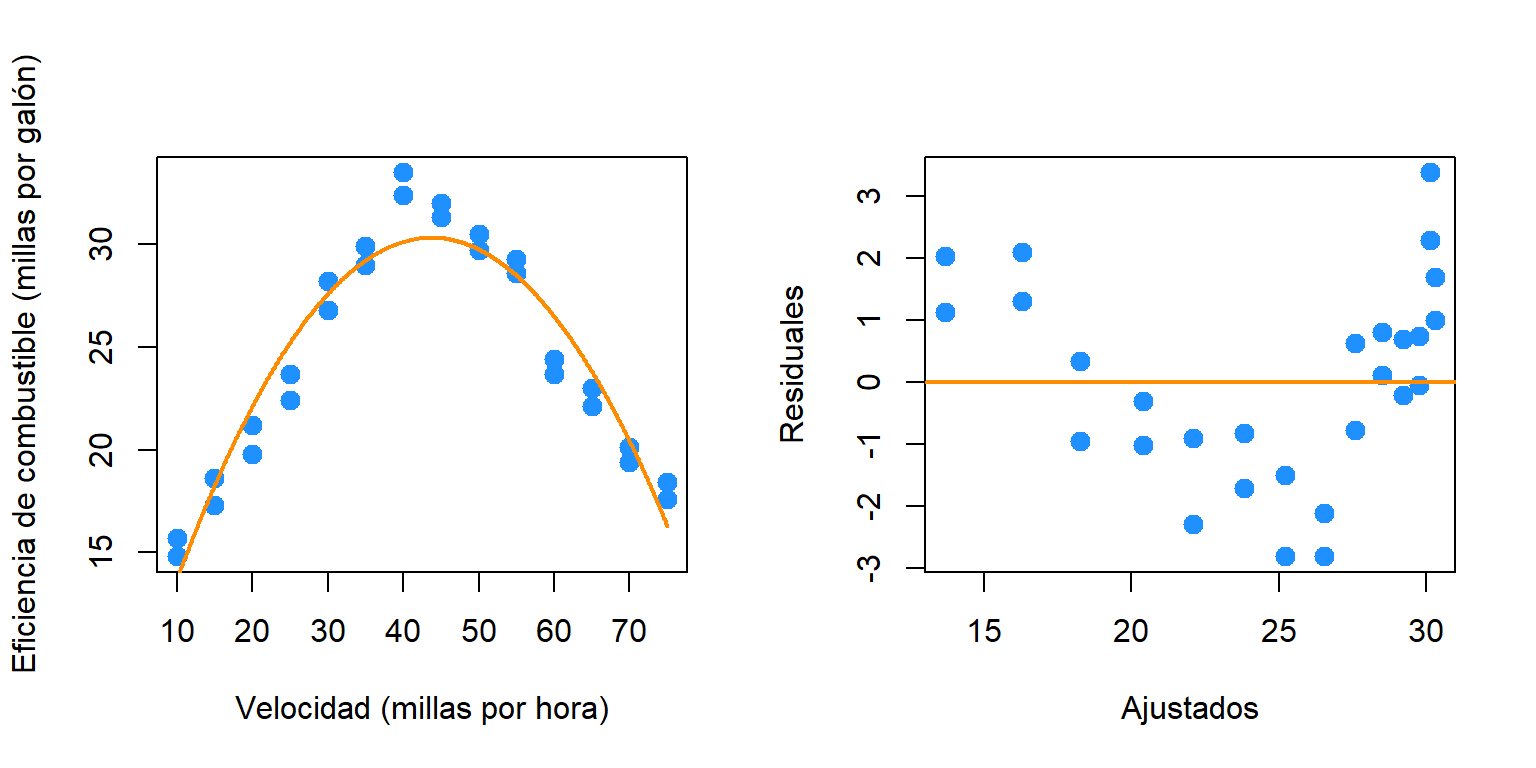 Eficiencia de combustible (millas por galón)
30
25
20
15
10 20 30 40 50 60 70
Velocidad (millas por hora)
Residuales
3
2
1
0
-1
-2
-3
15 20 25 30
Ajustados